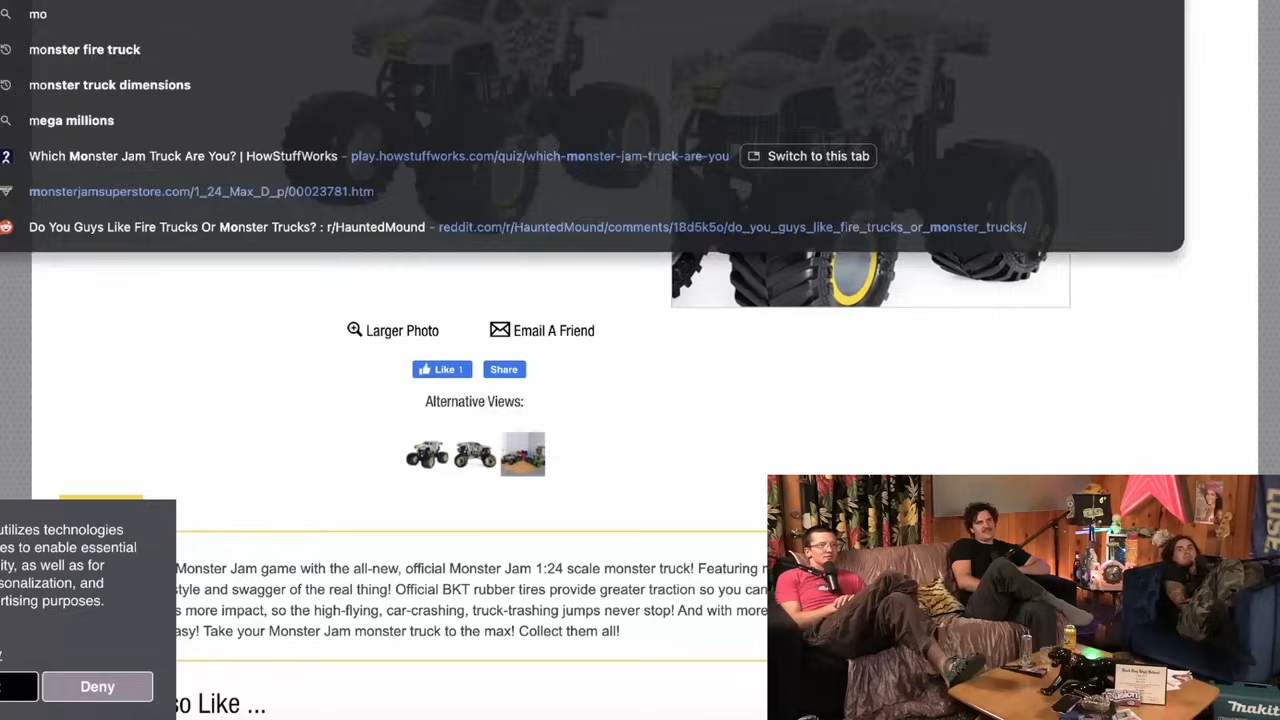 mo
monster fire truck
monster truck dimensions
mega millions
Which Monster Jam Truck Are You? | HowStuffWorks - play.howstuffworks.com/quiz/which-monster-jam-truck-are-you Switch to this tab
monsterjamsuperstore.com/1_24_Max_D_p/00023781.htm
Do You Guys Like Fire Trucks Or Monster Trucks? : r/HauntedMound - reddit.com/r/HauntedMound/comments/18d5k5o/do_you_guys_like_fire_trucks_or_monster_trucks/
Larger Photo Email A Friend
Like 1 Share
Alternative Views:
utilizes technologies
es to enable essential
ity, as well as for
sonalization, and
rtising purposes.
Deny
Monster Jam game with the all-new, official Monster Jam 1:24 scale monster truck! Featuring
style and swagger of the real thing! Official BKT rubber tires provide greater traction so you can
s more impact, so the high-flying, car-crashing, truck-trashing jumps never stop! And with more
asy! Take your Monster Jam monster truck to the max! Collect them all!
so Like ...
Makita